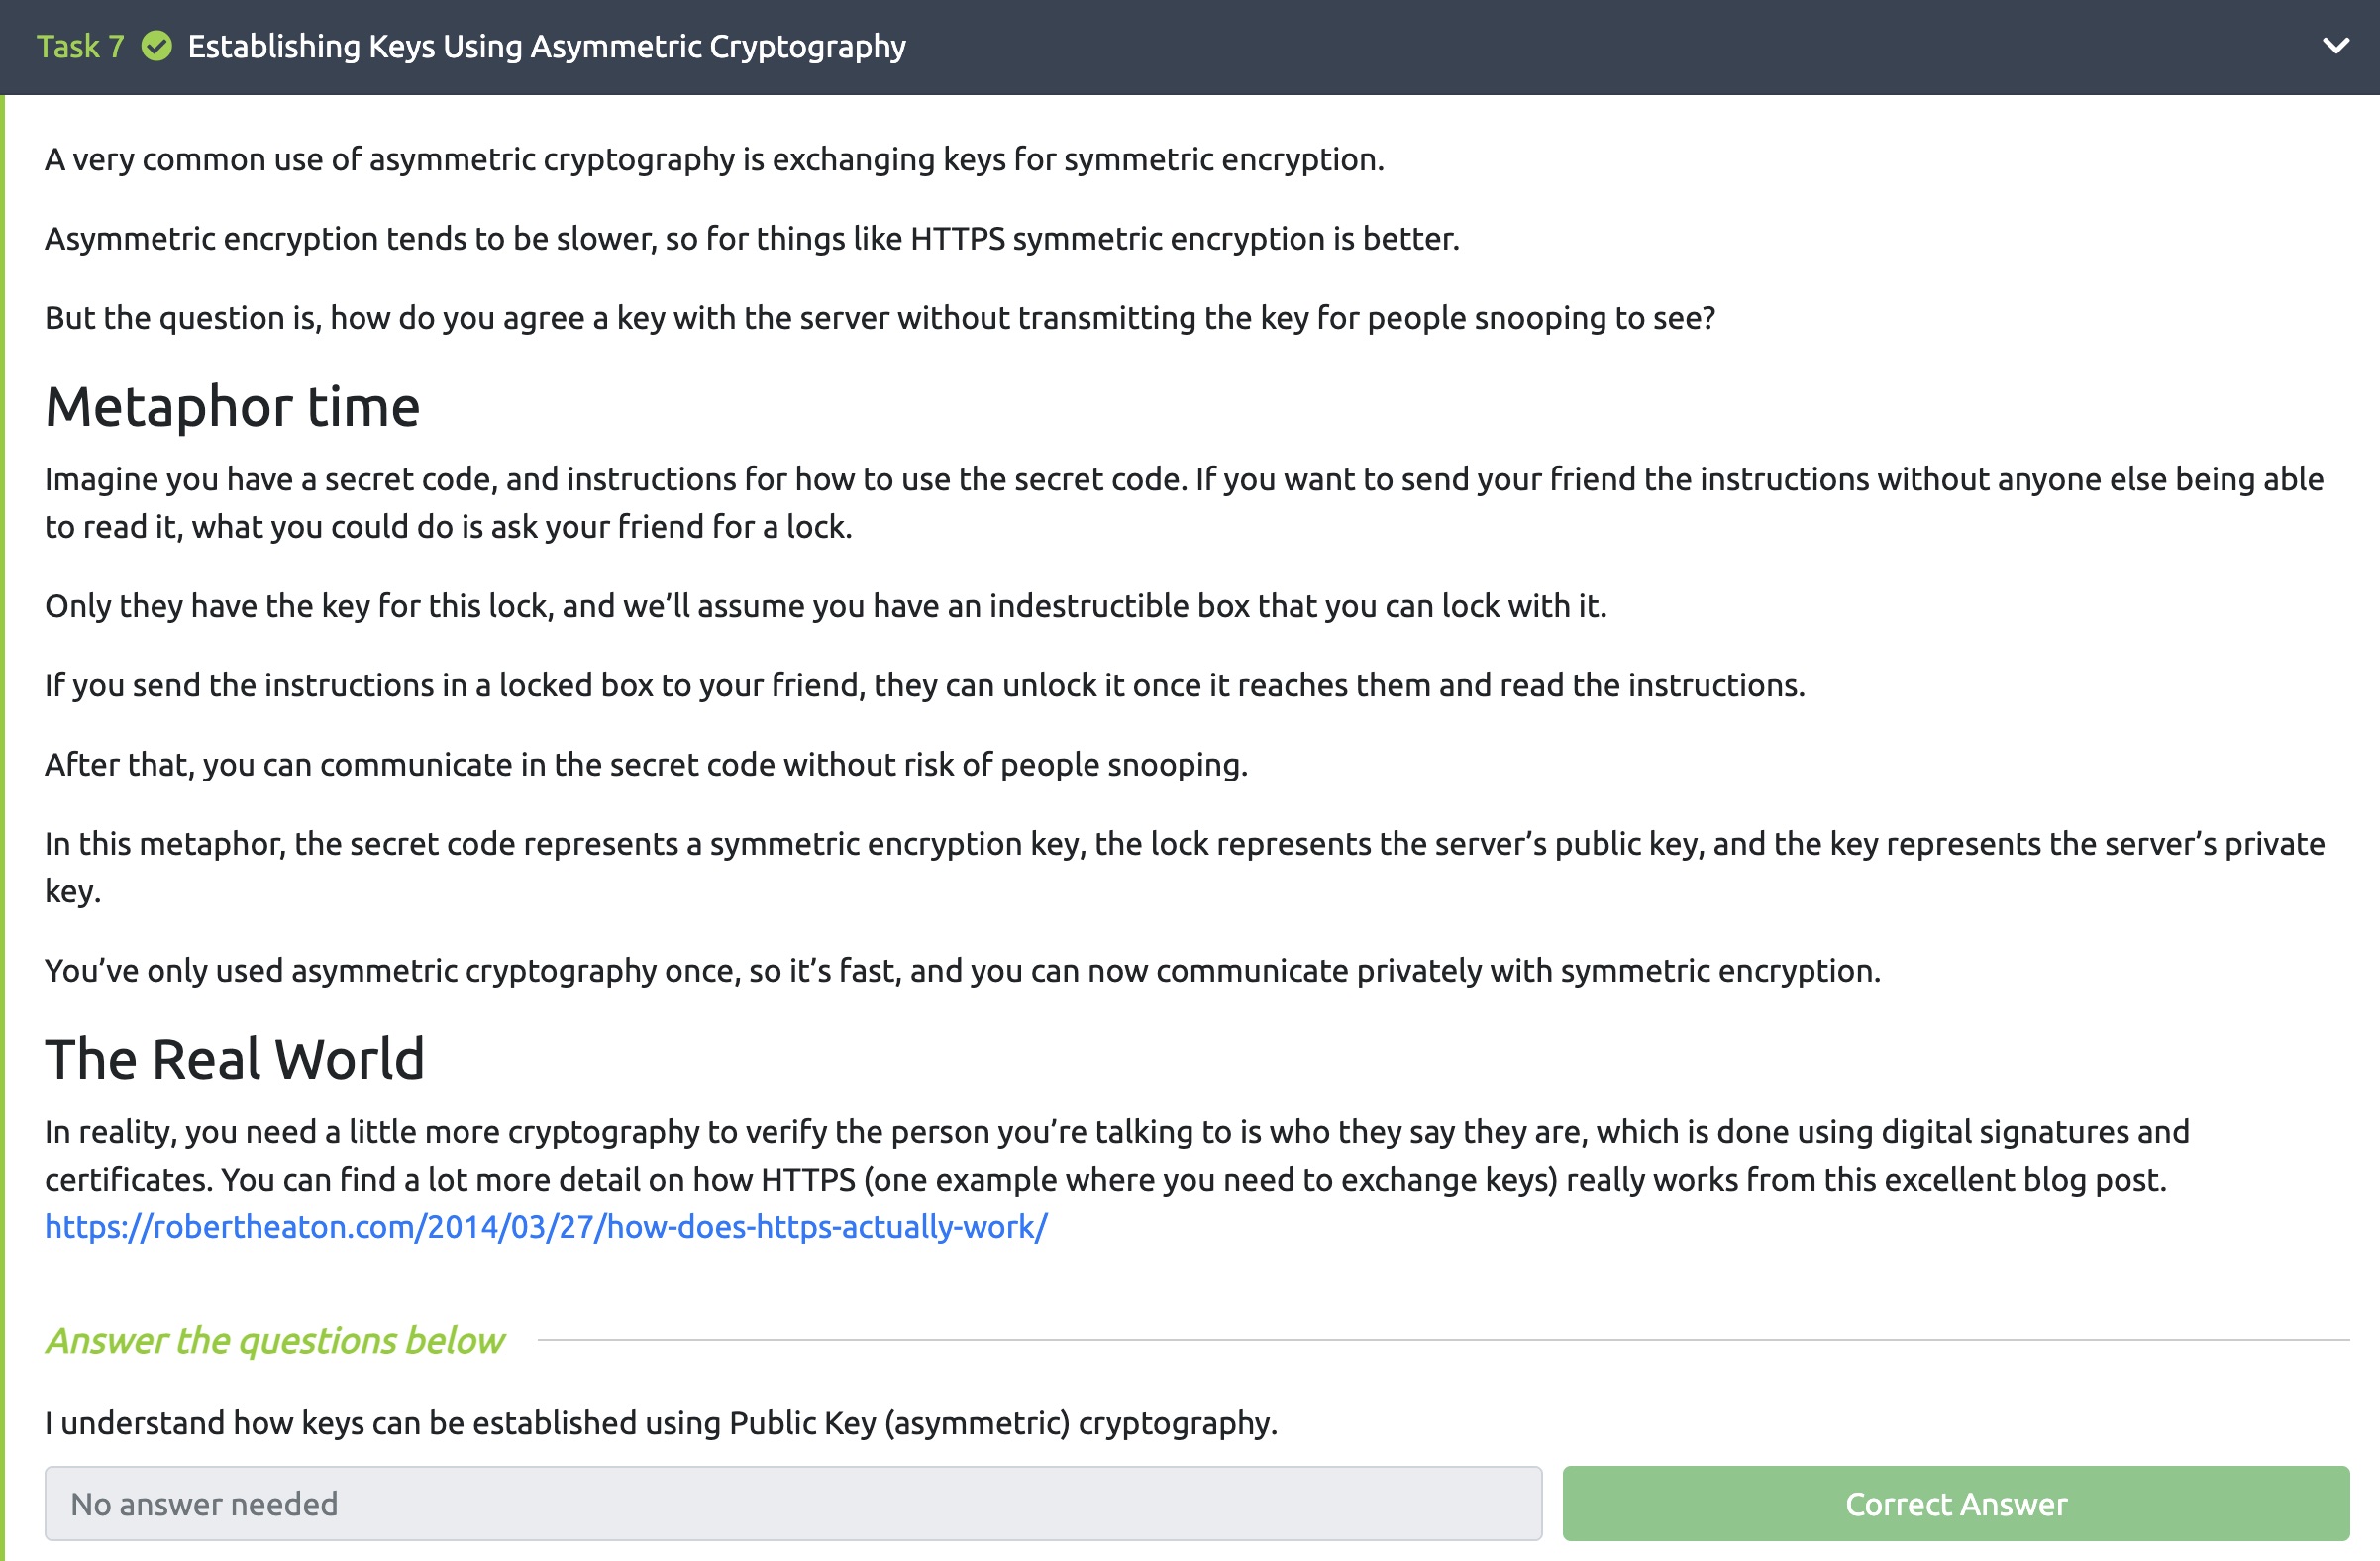 Task 7 Establishing Keys Using Asymmetric Cryptography
A very common use of asymmetric cryptography is exchanging keys for symmetric encryption.
Asymmetric encryption tends to be slower, so for things like HTTPS symmetric encryption is better.
But the question is, how do you agree a key with the server without transmitting the key for people snooping to see?
Metaphor time
Imagine you have a secret code, and instructions for how to use the secret code. If you want to send your friend the instructions without anyone else being able
to read it, what you could do is ask your friend for a lock.
Only they have the key for this lock, and we’ll assume you have an indestructible box that you can lock with it.
If you send the instructions in a locked box to your friend, they can unlock it once it reaches them and read the instructions.
After that, you can communicate in the secret code without risk of people snooping.
In this metaphor, the secret code represents a symmetric encryption key, the lock represents the server’s public key, and the key represents the server’s private
key.
You’ve only used asymmetric cryptography once, so it’s fast, and you can now communicate privately with symmetric encryption.
The Real World
In reality, you need a little more cryptography to verify the person you’re talking to is who they say they are, which is done using digital signatures and
certificates. You can find a lot more detail on how HTTPS (one example where you need to exchange keys) really works from this excellent blog post.
https://robertheaton.com/2014/03/27/how-does-https-actually-work/
Answer the questions below
I understand how keys can be established using Public Key (asymmetric) cryptography.
No answer needed
Correct Answer